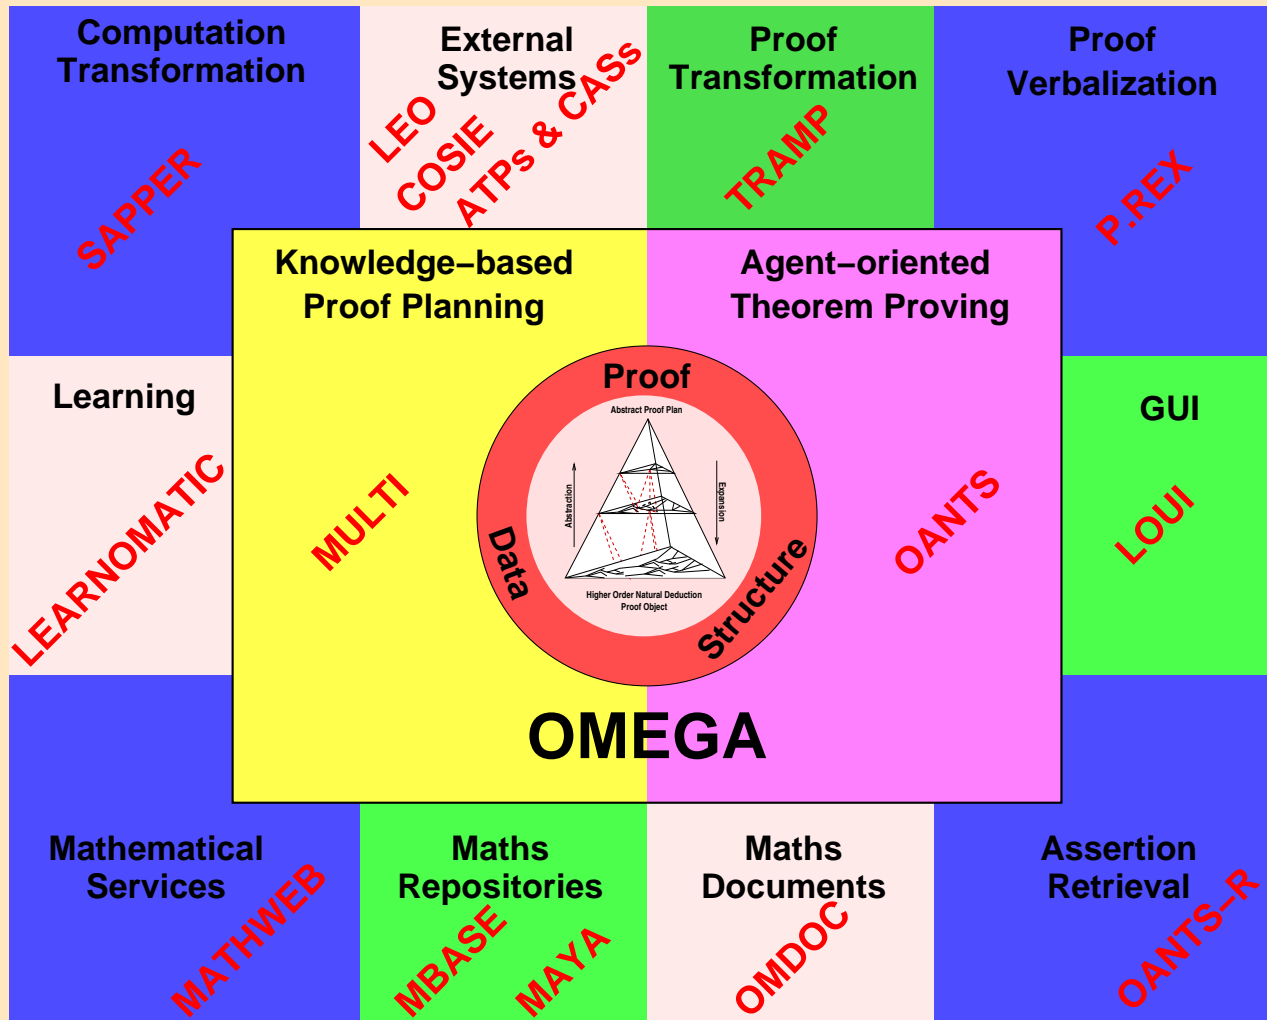 Computation
Transformation
SAPPER
External
Systems
LEO
COSIE
ATPs & CASs
Proof
Transformation
TRAMP
Proof
Verbalization
P.REX
Knowledge–based
Proof Planning
MULTI
Agent–oriented
Theorem Proving
OANTS
Learning
LEARNOMATIC
GUI
LOUI
Proof
Data
Structure
Abstract Proof Plan
Abstraction
Expansion
Higher Order Natural Deduction
Proof Object
OMEGA
Mathematical
Services
MATHWEB
Maths
Repositories
MBASE
MAYA
Maths
Documents
OMDOC
Assertion
Retrieval
OANTS–R